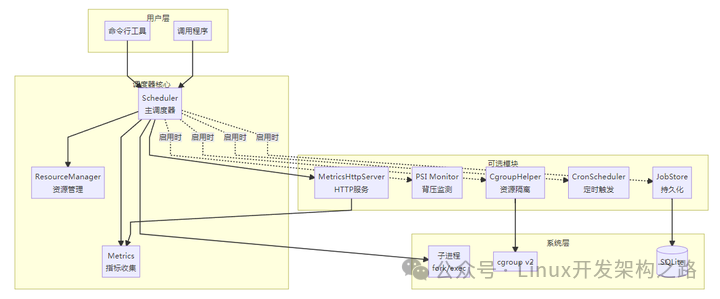 用户层
命令行工具
调用程序
调度器核心
Scheduler
主调度器
启用时
启用时
启用时
启用时
可选模块
ResourceManager
资源管理
MetricsHttpServer
HTTP服务
PSI Monitor
背压监测
CgroupHelper
资源隔离
CronScheduler
定时触发
JobStore
持久化
系统层
Metrics
指标收集
子进程
fork/exec
cgroup v2
SQLite
公众号 · Linux开发架构之路